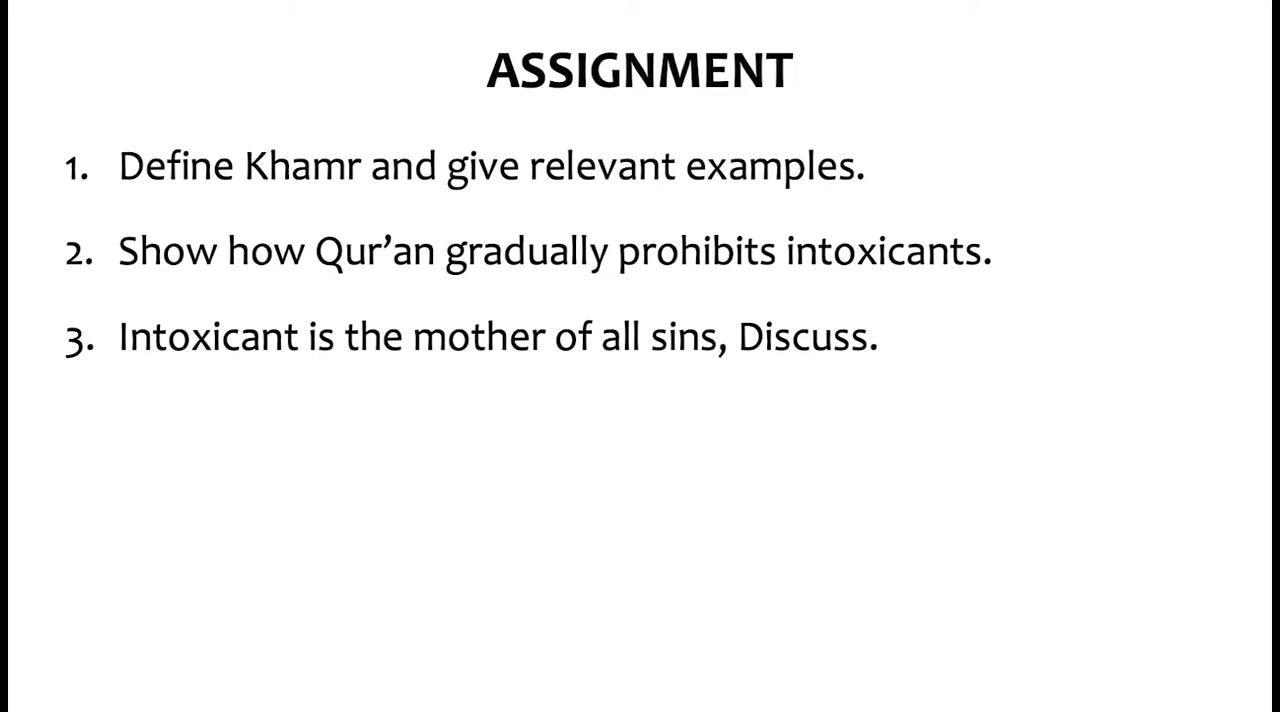 ASSIGNMENT
1. Define Khamr and give relevant examples.
2. Show how Qur’an gradually prohibits intoxicants.
3. Intoxicant is the mother of all sins, Discuss.